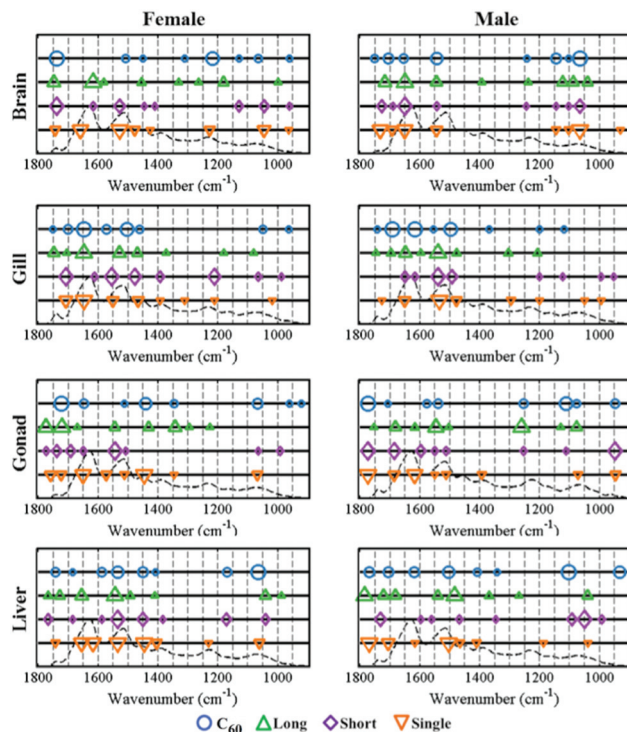 Female Male
Brain
1800 1600 1400 1200 1000 1800 1600 1400 1200 1000
Wavenumber (cm⁻¹) Wavenumber (cm⁻¹)
Gill
1800 1600 1400 1200 1000 1800 1600 1400 1200 1000
Wavenumber (cm⁻¹) Wavenumber (cm⁻¹)
Gonad
1800 1600 1400 1200 1000 1800 1600 1400 1200 1000
Wavenumber (cm⁻¹) Wavenumber (cm⁻¹)
Liver
1800 1600 1400 1200 1000 1800 1600 1400 1200 1000
Wavenumber (cm⁻¹) Wavenumber (cm⁻¹)
C₆₀ Long Short Single